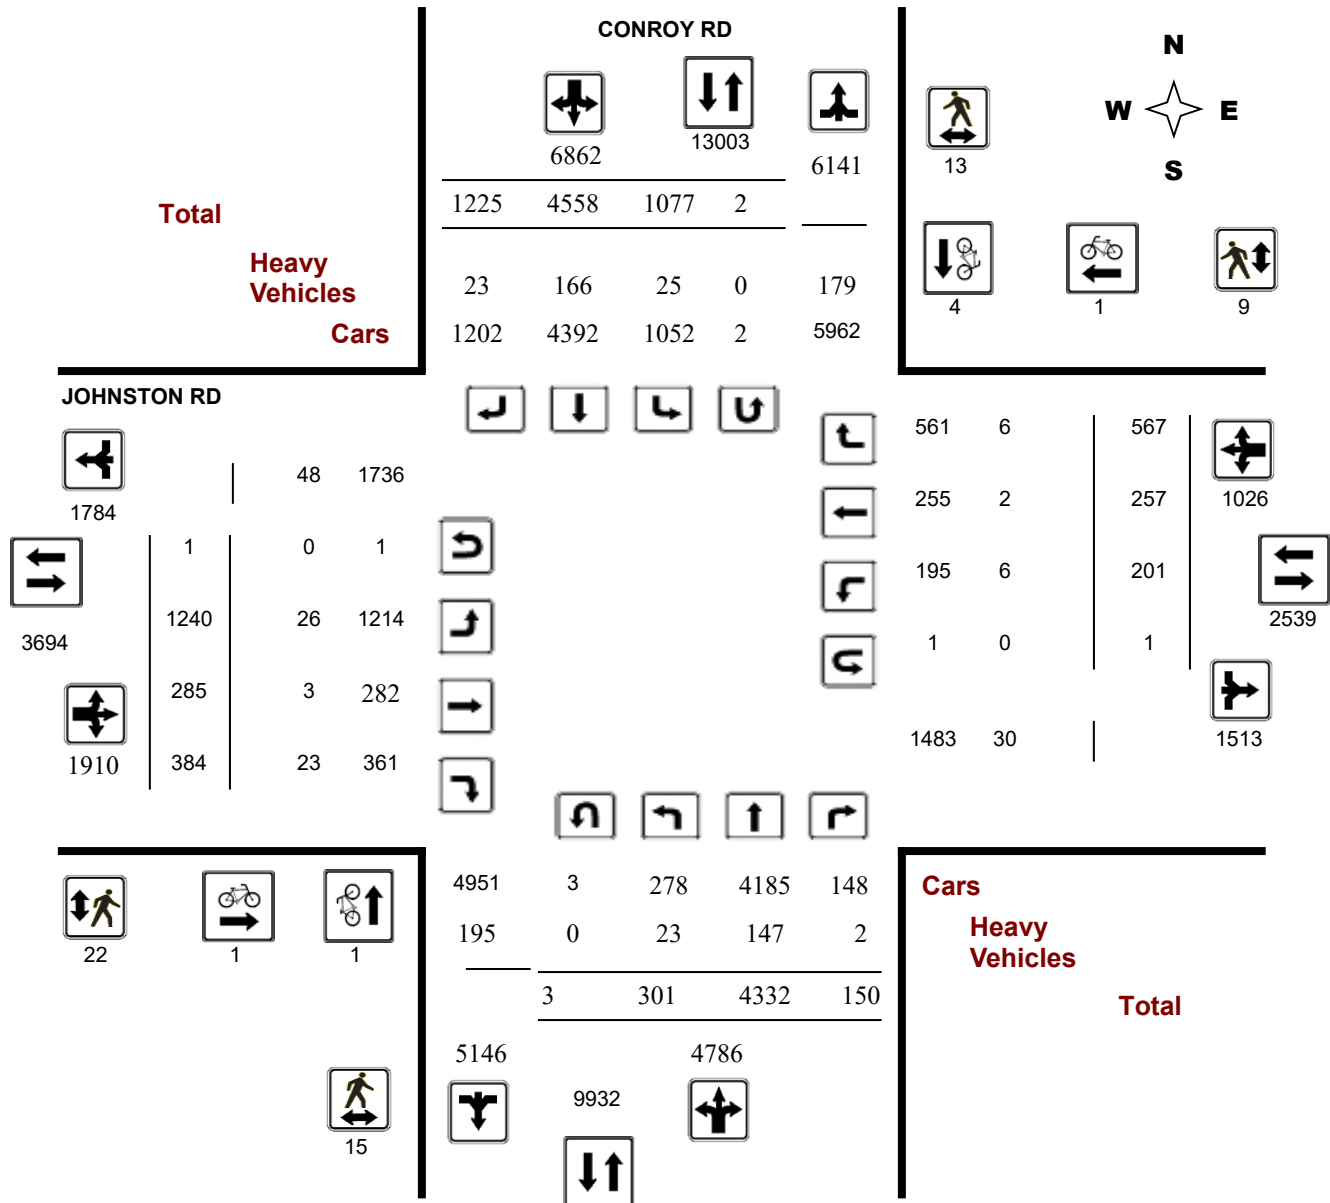 CONROY RD
N
W E
S
6862
13003
6141
13
1225 4558 1077 2
Total
Heavy
Vehicles
23 166 25 0 179
Cars
1202 4392 1052 2 5962
4 1 9
JOHNSTON RD
561 6 567
48 1736
1784
255 2 257
1026
1 0 1
195 6 201
1240 26 1214
2539
3694
1 0 1
285 3 282
1483 30
1513
1910
384 23 361
4951 3 278 4185 148
Cars
195 0 23 147 2
Heavy
Vehicles
22 1 1
3 301 4332 150
Total
5146
4786
9932
15